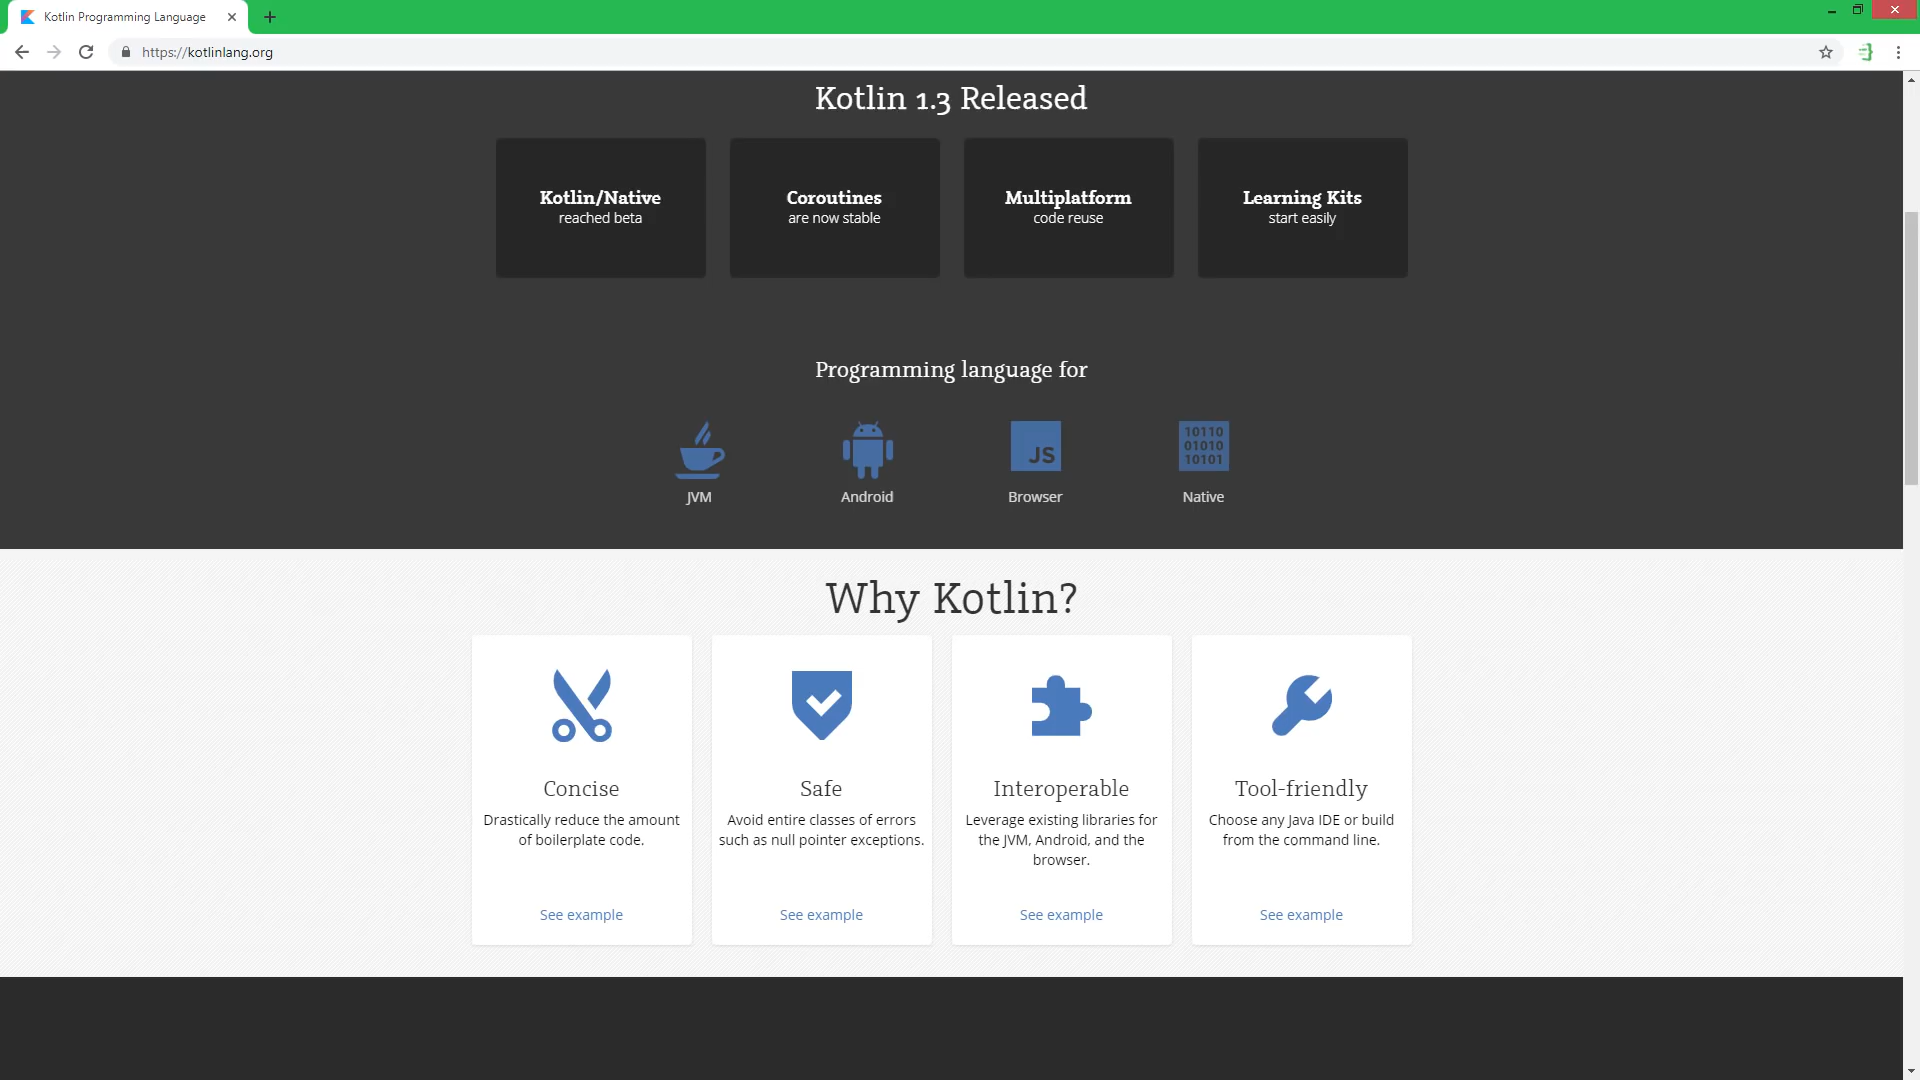 Kotlin Programming Language
https://kotlinlang.org
Kotlin 1.3 Released
Kotlin/Native
reached beta
Coroutines
are now stable
Multiplatform
code reuse
Learning Kits
start easily
Programming language for
JS
10110
01010
10101
JVM
Android
Browser
Native
Why Kotlin?
Concise
Drastically reduce the amount
of boilerplate code.
See example
Safe
Avoid entire classes of errors
such as null pointer exceptions.
See example
Interoperable
Leverage existing libraries for
the JVM, Android, and the
browser.
See example
Tool-friendly
Choose any Java IDE or build
from the command line.
See example